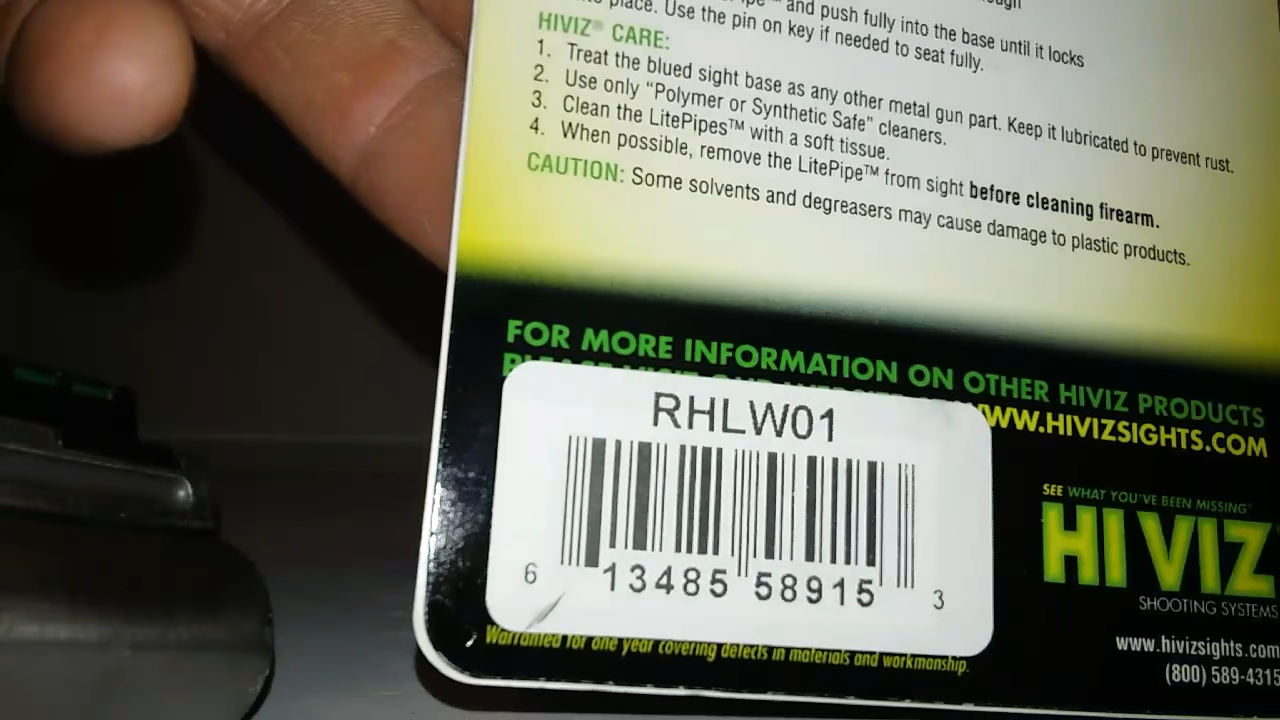 and push fully into the base until it locks
place. Use the pin on key if needed to seat fully.
HIVIZ® CARE:
1. Treat the blued sight base as any other metal gun part. Keep it lubricated to prevent rust.
2. Use only "Polymer or Synthetic Safe" cleaners.
3. Clean the LitePipes™ with a soft tissue.
4. When possible, remove the LitePipe™ from sight before cleaning firearm.
CAUTION: Some solvents and degreasers may cause damage to plastic products.
FOR MORE INFORMATION ON OTHER HIVIZ PRODUCTS
WWW.HIVIZSIGHTS.COM
RHLW01
6 13485 58915 3
SEE WHAT YOU'VE BEEN MISSING™
HIVIZ
SHOOTING SYSTEMS
www.hivizsights.com
(800) 589-4315
Warranted for one year covering defects in materials and workmanship.